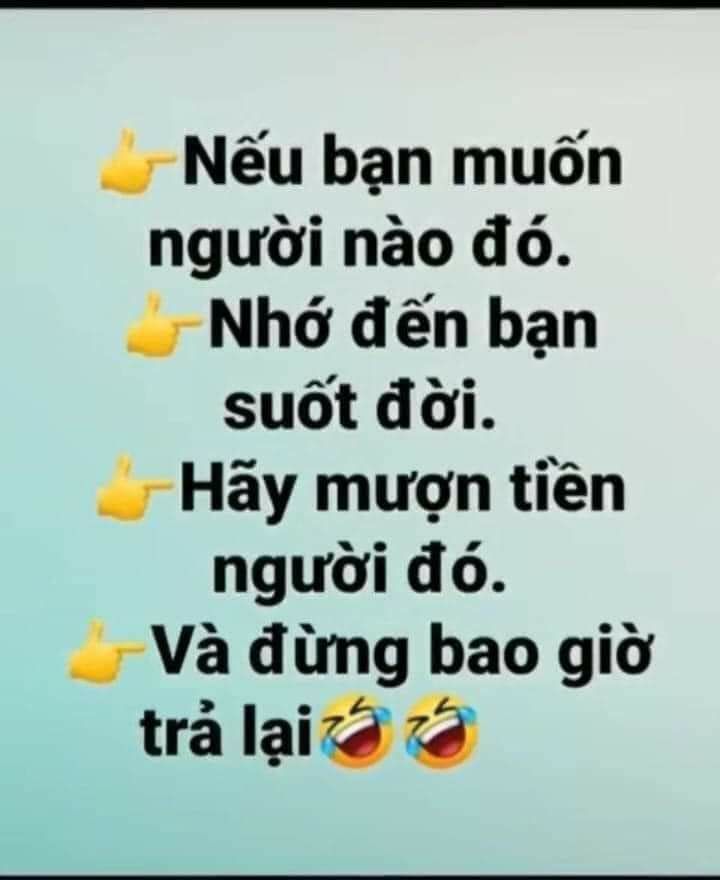 👉Nếu bạn muốn
người nào đó.
👉Nhớ đến bạn
suốt đời.
👉Hãy mượn tiền
người đó.
👉Và đừng bao giờ
trả lại🤣🤣